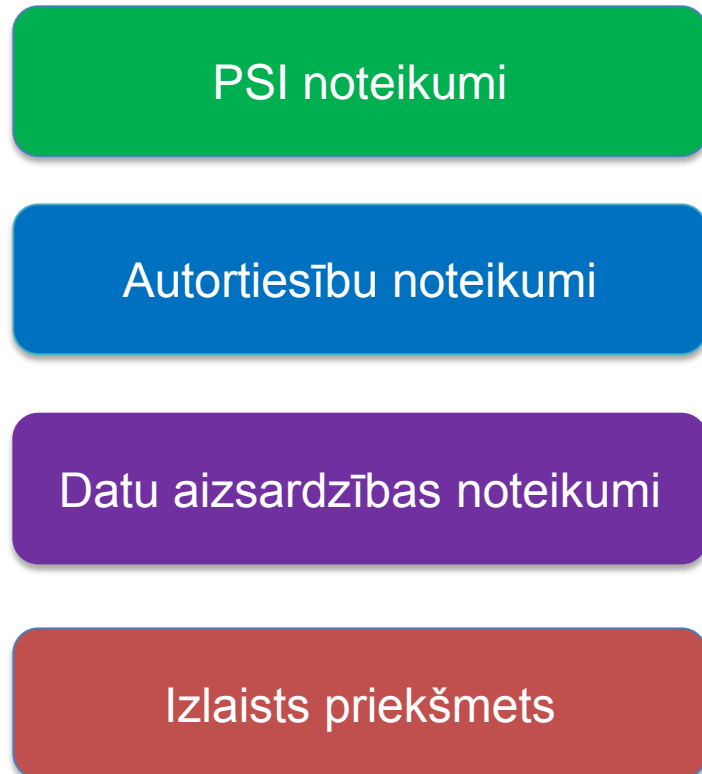 PSI noteikumi
Autortiesību noteikumi
Datu aizsardzības noteikumi
Izlaists priekšmets